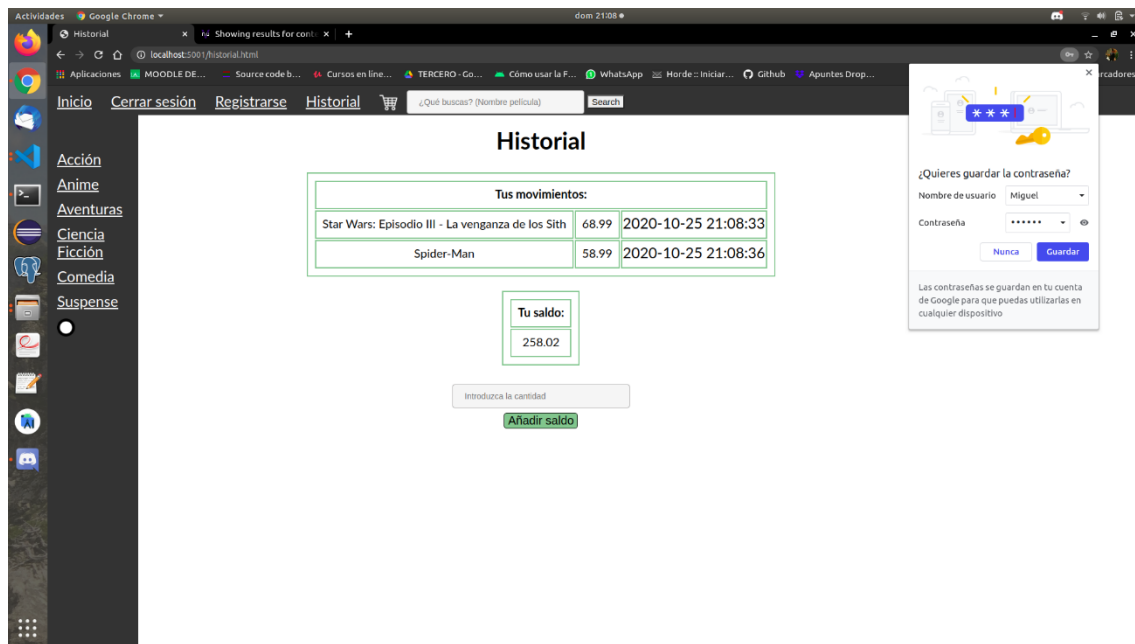 Actividades Google Chrome ▾ dom 21:08 ●
Historial × Showing results for cont × +
localhost:5001/historial.html
Aplicaciones MOODLE DE... Source code b... Cursos en líne... TERCERO - Go... Cómo usar la F... WhatsApp Horde :: Iniciar... Github Apuntes Drop... rcadores
Inicio Cerrar sesión Registrarse Historial ¿Qué buscas? (Nombre película) Search
Acción
Anime
Aventuras
Ciencia
Ficción
Comedia
Suspense
Historial
Tus movimientos:
Star Wars: Episodio III - La venganza de los Sith 68.99 2020-10-25 21:08:33
Spider-Man 58.99 2020-10-25 21:08:36
Tu saldo:
258.02
Introduzca la cantidad
Añadir saldo
¿Quieres guardar la contraseña?
Nombre de usuario Miguel
Contraseña ••••••
Nunca Guardar
Las contraseñas se guardan en tu cuenta
de Google para que puedas utilizarlas en
cualquier dispositivo